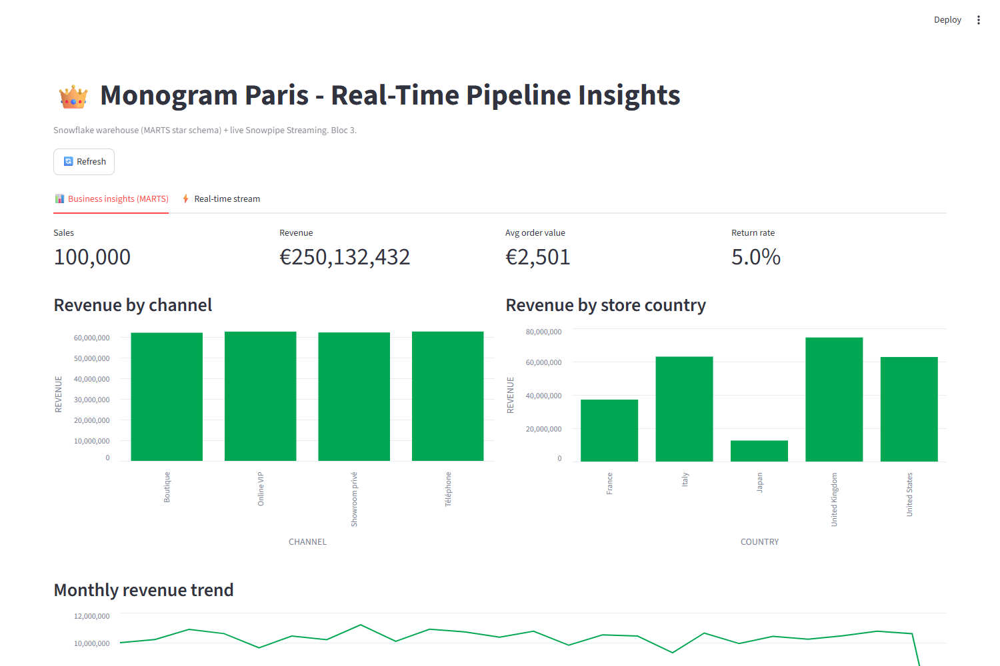 Deploy
Monogram Paris - Real-Time Pipeline Insights
Snowflake warehouse (MARTS star schema) + live Snowpipe Streaming. Bloc 3.
Refresh
Business insights (MARTS)
Real-time stream
Sales
100,000
Revenue
€250,132,432
Avg order value
€2,501
Return rate
5.0%
Revenue by channel
60,000,000
50,000,000
40,000,000
30,000,000
20,000,000
10,000,000
0
REVENUE
Boutique
Online VIP
Showroom privé
Téléphone
CHANNEL
Revenue by store country
80,000,000
60,000,000
40,000,000
20,000,000
0
REVENUE
France
Italy
Japan
United Kingdom
United States
COUNTRY
Monthly revenue trend
12,000,000
10,000,000